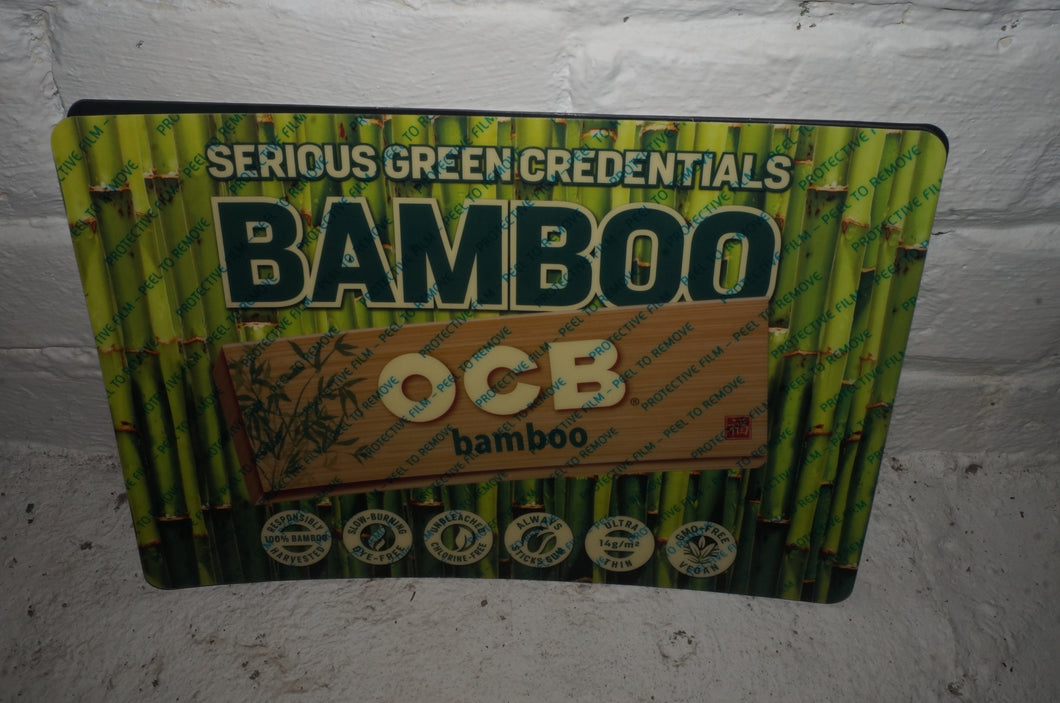 SERIOUS GREEN CREDENTIALS
BAMBOO
OCB®
bamboo
RESPONSIBLY
100% BAMBOO
HARVESTED
SLOW-BURNING
DYE-FREE
UNBLEACHED
CHLORINE-FREE
ALWAYS
STICKS GUM
ULTRA
14g/m²
THIN
GMO-FREE
VEGAN
PROTECTIVE FILM – PEEL TO REMOVE